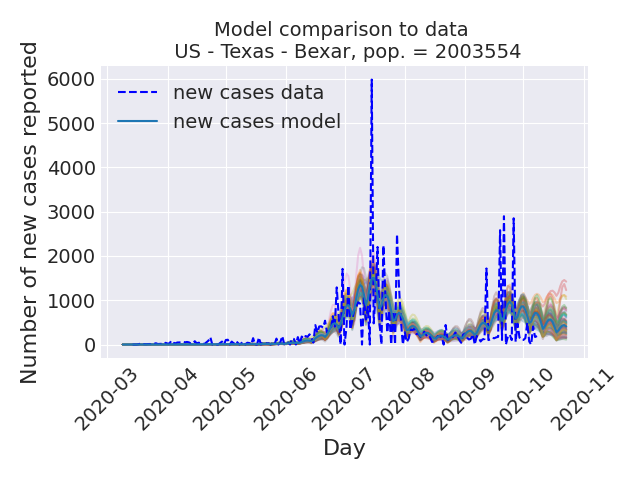 Model comparison to data
US - Texas - Bexar, pop. = 2003554
Number of new cases reported
6000
5000
4000
3000
2000
1000
0
new cases data
new cases model
2020-03
2020-04
2020-05
2020-06
2020-07
2020-08
2020-09
2020-10
2020-11
Day